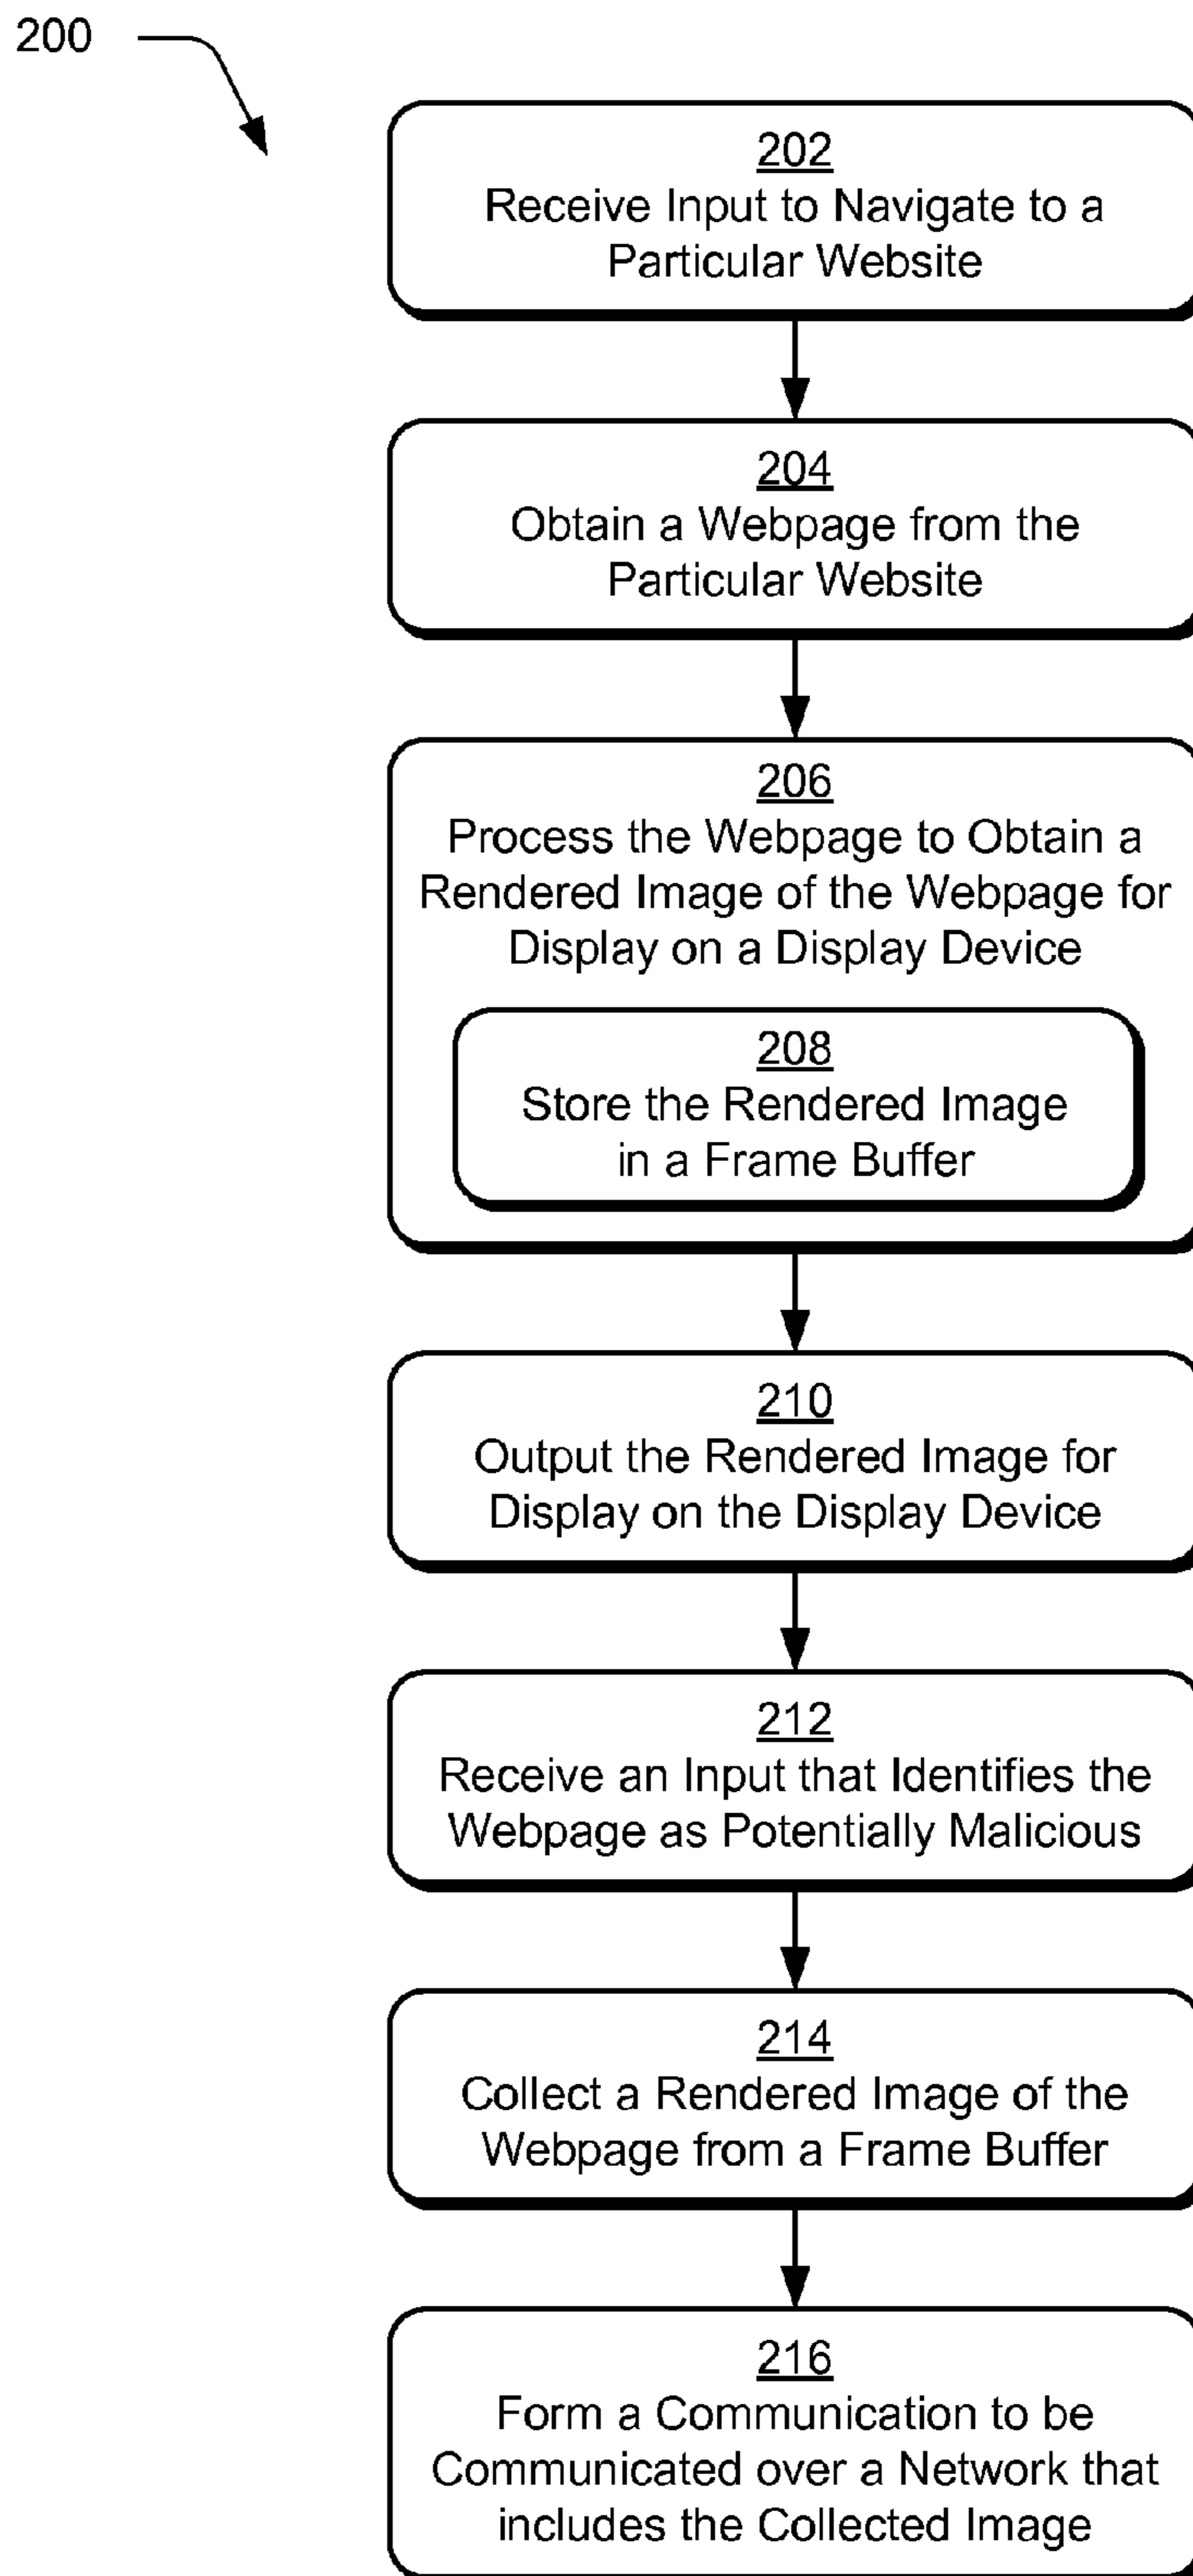 200
202
Receive Input to Navigate to a
Particular Website
204
Obtain a Webpage from the
Particular Website
206
Process the Webpage to Obtain a
Rendered Image of the Webpage for
Display on a Display Device
208
Store the Rendered Image
in a Frame Buffer
210
Output the Rendered Image for
Display on the Display Device
212
Receive an Input that Identifies the
Webpage as Potentially Malicious
214
Collect a Rendered Image of the
Webpage from a Frame Buffer
216
Form a Communication to be
Communicated over a Network that
includes the Collected Image